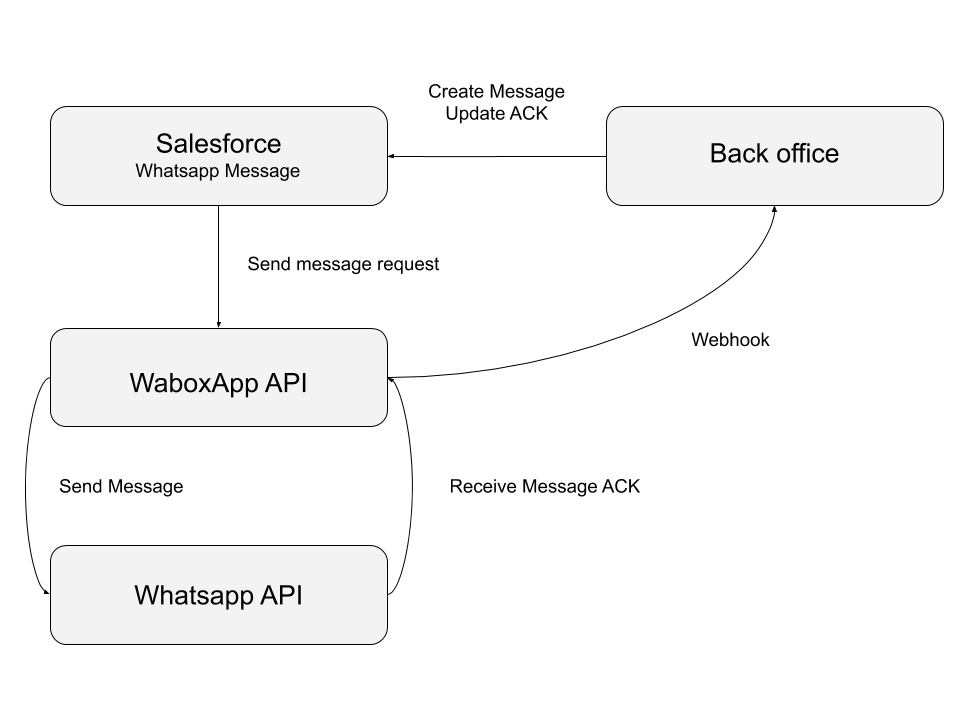 Create Message
Update ACK
Salesforce
Whatsapp Message
Back office
Send message request
Webhook
WaboxApp API
Send Message
Receive Message ACK
Whatsapp API